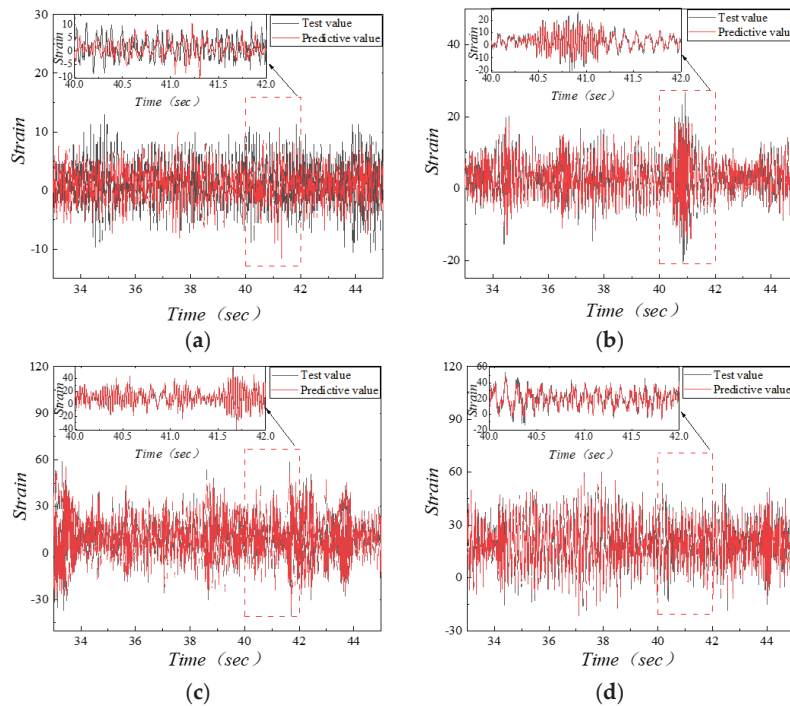 30
20
10
0
-10
Strain
34 36 38 40 42 44
Time (sec)
10
5
0
-5
-10
Strain
40.0 40.5 41.0 41.5 42.0
Time (sec)
Test value
Predictive value
(a)
40
20
0
-20
Strain
34 36 38 40 42 44
Time (sec)
20
10
0
-10
-20
Strain
40.0 40.5 41.0 41.5 42.0
Time (sec)
Test value
Predictive value
(b)
120
90
60
30
0
-30
Strain
34 36 38 40 42 44
Time (sec)
40
20
0
-20
-40
Strain
40.0 40.5 41.0 41.5 42.0
Time (sec)
Test value
Predictive value
(c)
120
90
60
30
0
-30
Strain
34 36 38 40 42 44
Time (sec)
60
40
20
0
-20
Strain
40.0 40.5 41.0 41.5 42.0
Time (sec)
Test value
Predictive value
(d)